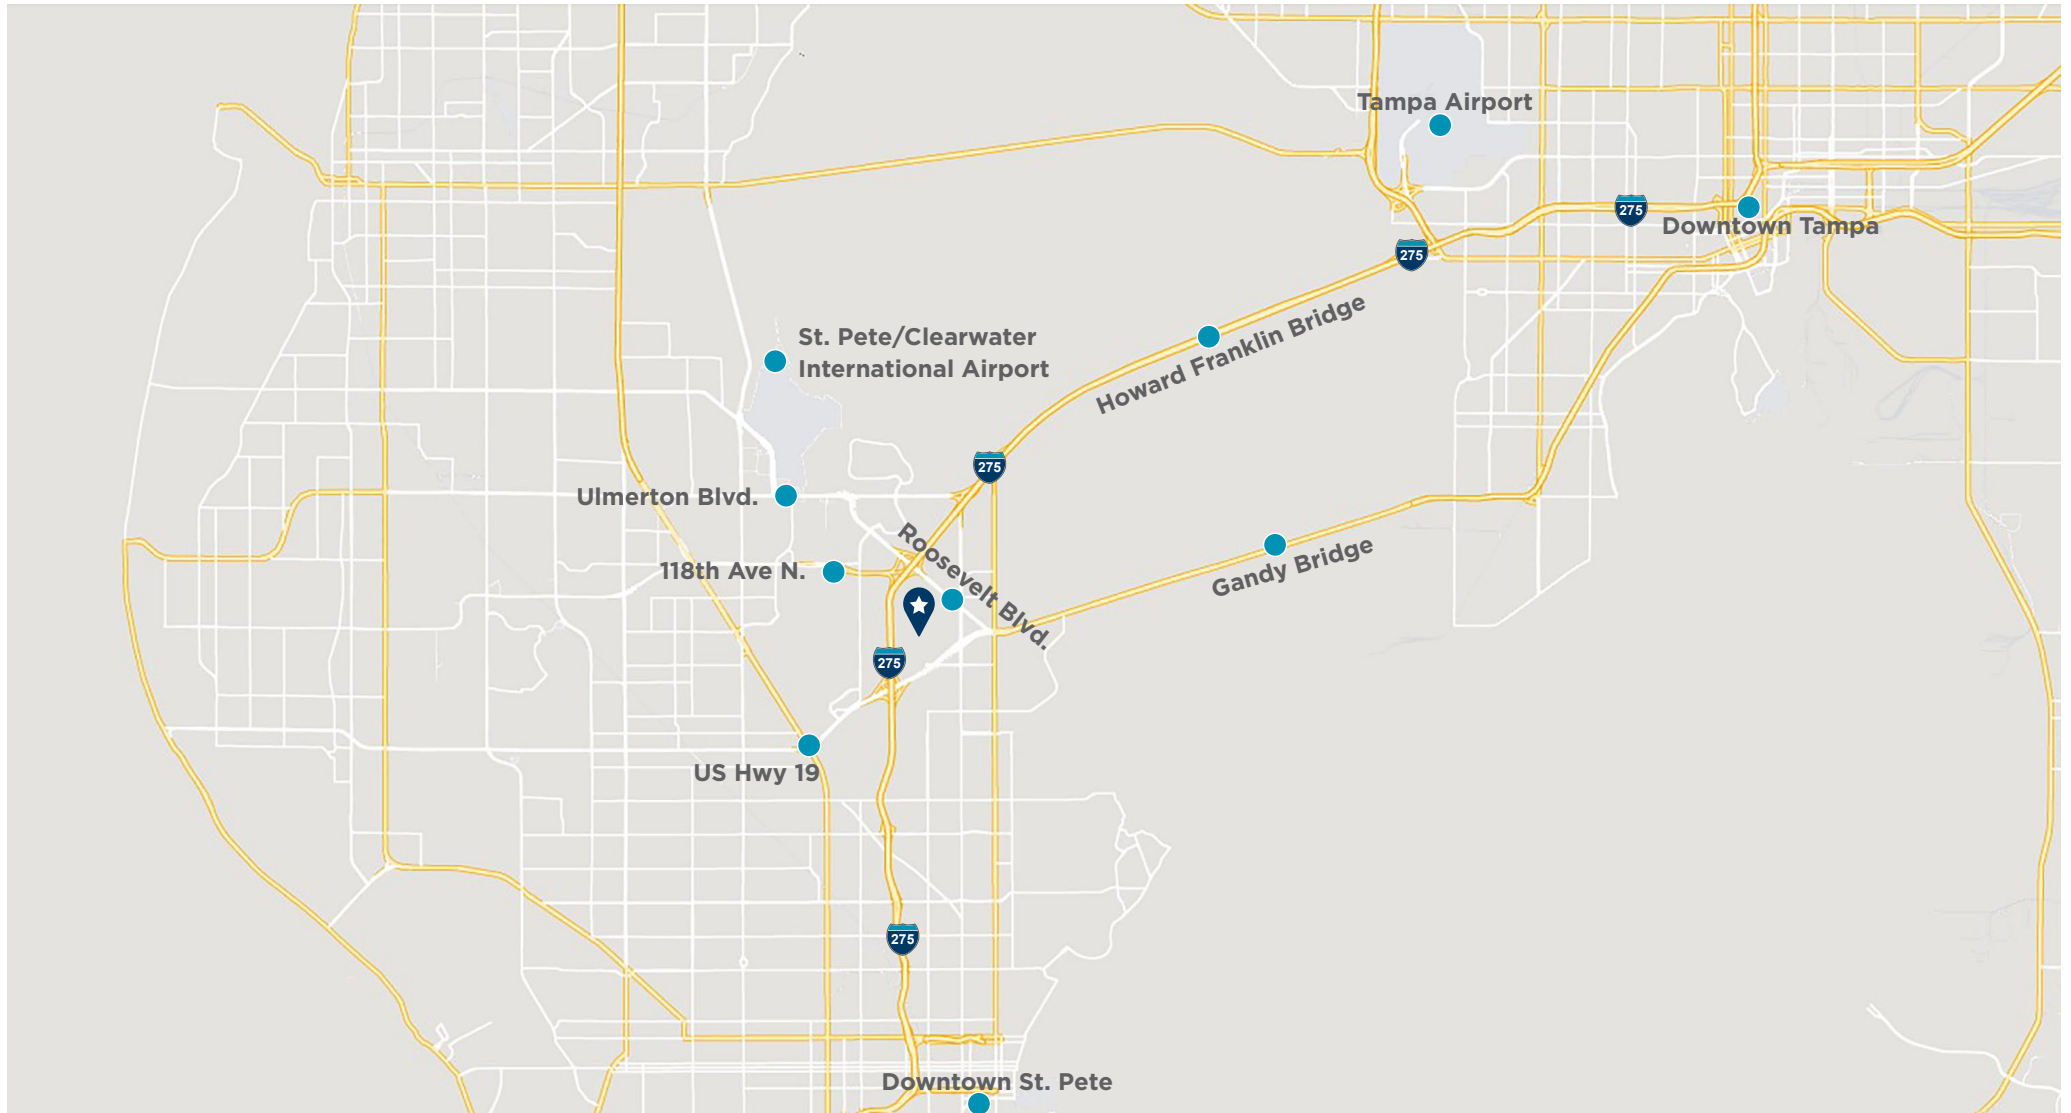 Tampa Airport
275
Downtown Tampa
275
Howard Franklin Bridge
St. Pete/Clearwater
International Airport
275
Ulmerton Blvd.
Roosevelt Blvd.
118th Ave N.
Gandy Bridge
275
US Hwy 19
275
Downtown St. Pete